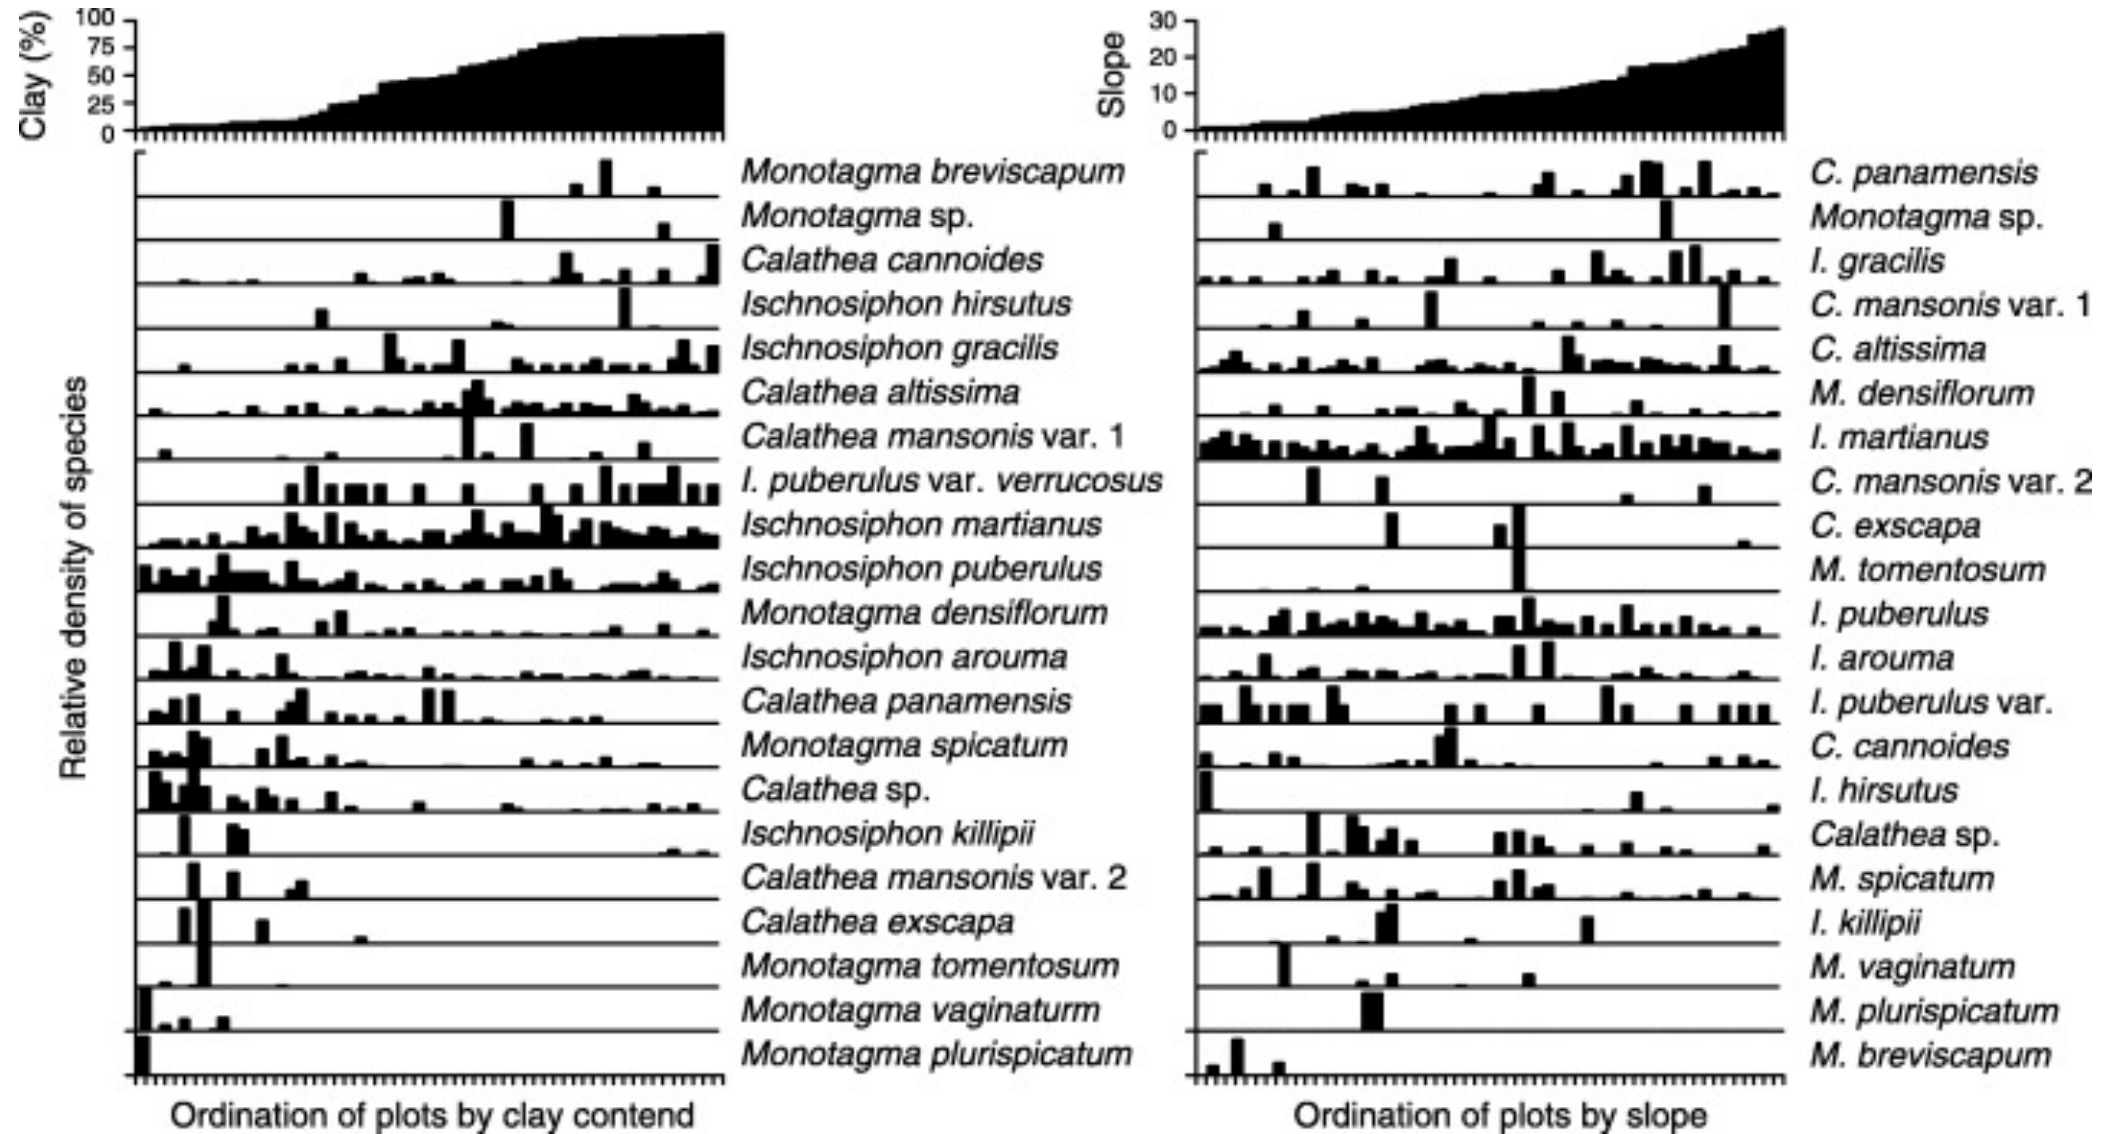 Clay (%)
100
75
50
25
0
Relative density of species
Monotagma breviscapum
Monotagma sp.
Calathea cannoides
Ischnosiphon hirsutus
Ischnosiphon gracilis
Calathea altissima
Calathea mansonis var. 1
I. puberulus var. verrucosus
Ischnosiphon martianus
Ischnosiphon puberulus
Monotagma densiflorum
Ischnosiphon arouma
Calathea panamensis
Monotagma spicatum
Calathea sp.
Ischnosiphon killipii
Calathea mansonis var. 2
Calathea exscapa
Monotagma tomentosum
Monotagma vaginaturm
Monotagma plurispicatum
Ordination of plots by clay contend
Slope
30
20
10
0
C. panamensis
Monotagma sp.
I. gracilis
C. mansonis var. 1
C. altissima
M. densiflorum
I. martianus
C. mansonis var. 2
C. exscapa
M. tomentosum
I. puberulus
I. arouma
I. puberulus var.
C. cannoides
I. hirsutus
Calathea sp.
M. spicatum
I. killipii
M. vaginatum
M. plurispicatum
M. breviscapum
Ordination of plots by slope